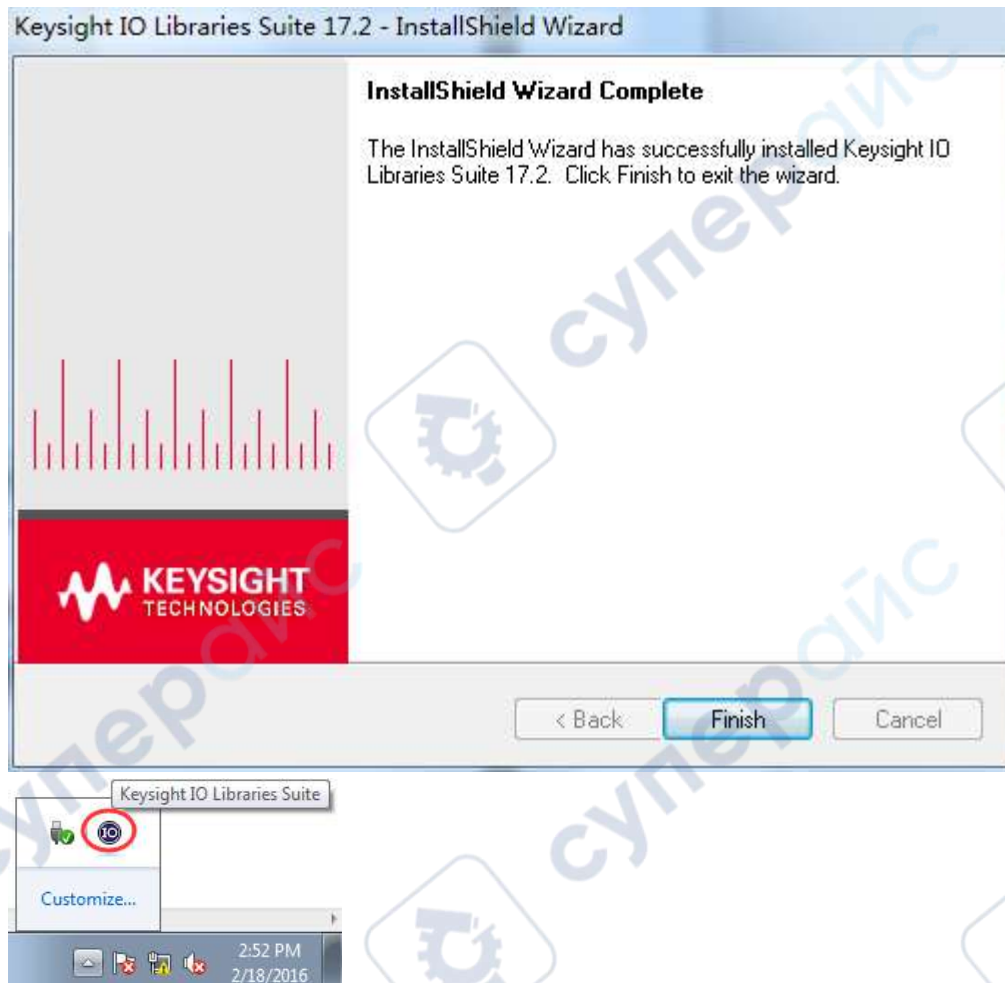 Keysight IO Libraries Suite 17.2 - InstallShield Wizard
InstallShield Wizard Complete
The InstallShield Wizard has successfully installed Keysight IO
Libraries Suite 17.2. Click Finish to exit the wizard.
KEYSIGHT
TECHNOLOGIES
< Back
Finish
Cancel
Keysight IO Libraries Suite
IO
Customize...
2:52 PM
2/18/2016
суперайс
суперайс